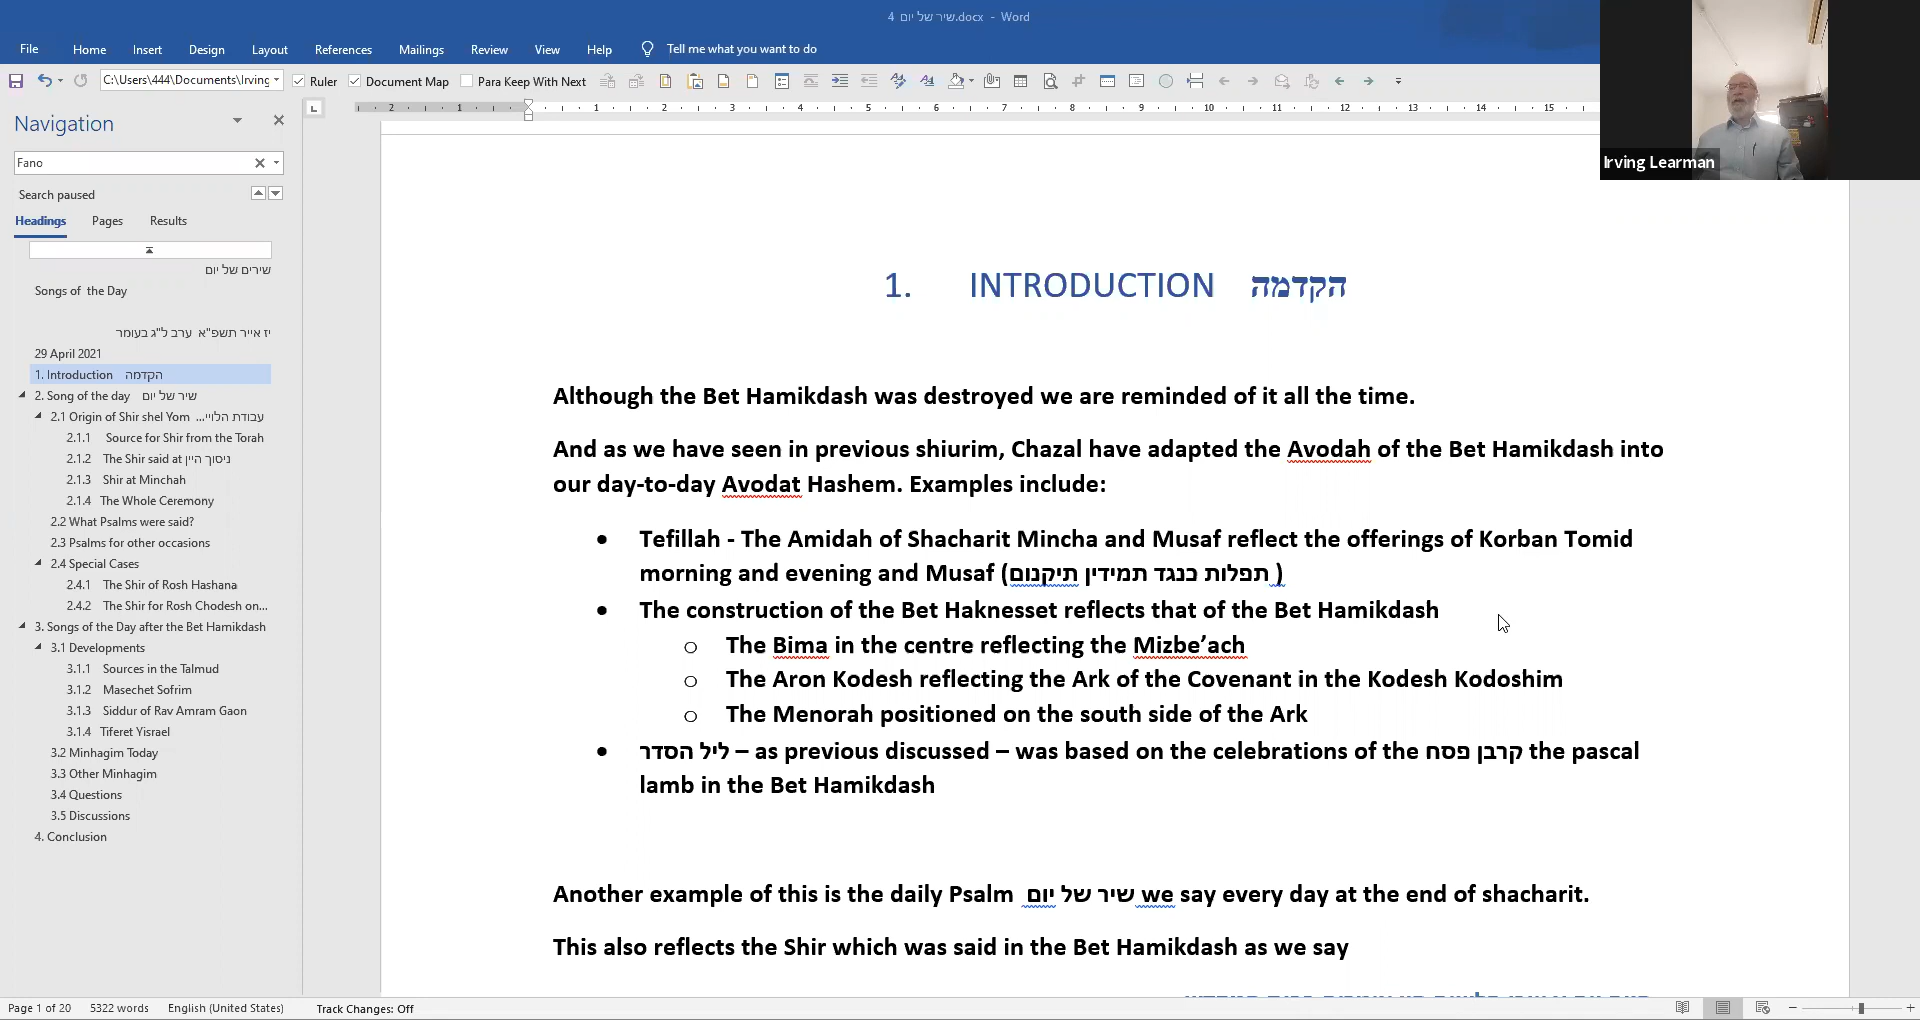 4 שיר של יום.docx - Word
File Home Insert Design Layout References Mailings Review View Help Tell me what you want to do
C:\Users\444\Documents\Irving Ruler Document Map Para Keep With Next
2 1 1 2 3 4 5 6 7 8 9 10 11 12 13 14 15
Irving Learman
Navigation
Fano
Search paused
Headings Pages Results
שירים של יום
Songs of the Day
יז אייר תשפ"א ערב ל"ג בעומר
29 April 2021
1. Introduction הקדמה
2. Song of the day שיר של יום
2.1 Origin of Shir shel Yom עבודת הלויי...
2.1.1 Source for Shir from the Torah
2.1.2 The Shir said at ניסוך היין
2.1.3 Shir at Minchah
2.1.4 The Whole Ceremony
2.2 What Psalms were said?
2.3 Psalms for other occasions
2.4 Special Cases
2.4.1 The Shir of Rosh Hashana
2.4.2 The Shir for Rosh Chodesh on...
3. Songs of the Day after the Bet Hamikdash
3.1 Developments
3.1.1 Sources in the Talmud
3.1.2 Masechet Sofrim
3.1.3 Siddur of Rav Amram Gaon
3.1.4 Tiferet Yisrael
3.2 Minhagim Today
3.3 Other Minhagim
3.4 Questions
3.5 Discussions
4. Conclusion
1. INTRODUCTION הקדמה
Although the Bet Hamikdash was destroyed we are reminded of it all the time.
And as we have seen in previous shiurim, Chazal have adapted the Avodah of the Bet Hamikdash into
our day-to-day Avodat Hashem. Examples include:
• Tefillah - The Amidah of Shacharit Mincha and Musaf reflect the offerings of Korban Tomid
morning and evening and Musaf (תפלות כנגד תמידין תיקנום )
• The construction of the Bet Haknesset reflects that of the Bet Hamikdash
o The Bima in the centre reflecting the Mizbe’ach
o The Aron Kodesh reflecting the Ark of the Covenant in the Kodesh Kodoshim
o The Menorah positioned on the south side of the Ark
• ליל הסדר – as previous discussed – was based on the celebrations of the קרבן פסח the pascal
lamb in the Bet Hamikdash
Another example of this is the daily Psalm שיר של יום we say every day at the end of shacharit.
This also reflects the Shir which was said in the Bet Hamikdash as we say
Page 1 of 20 5322 words English (United States) Track Changes: Off